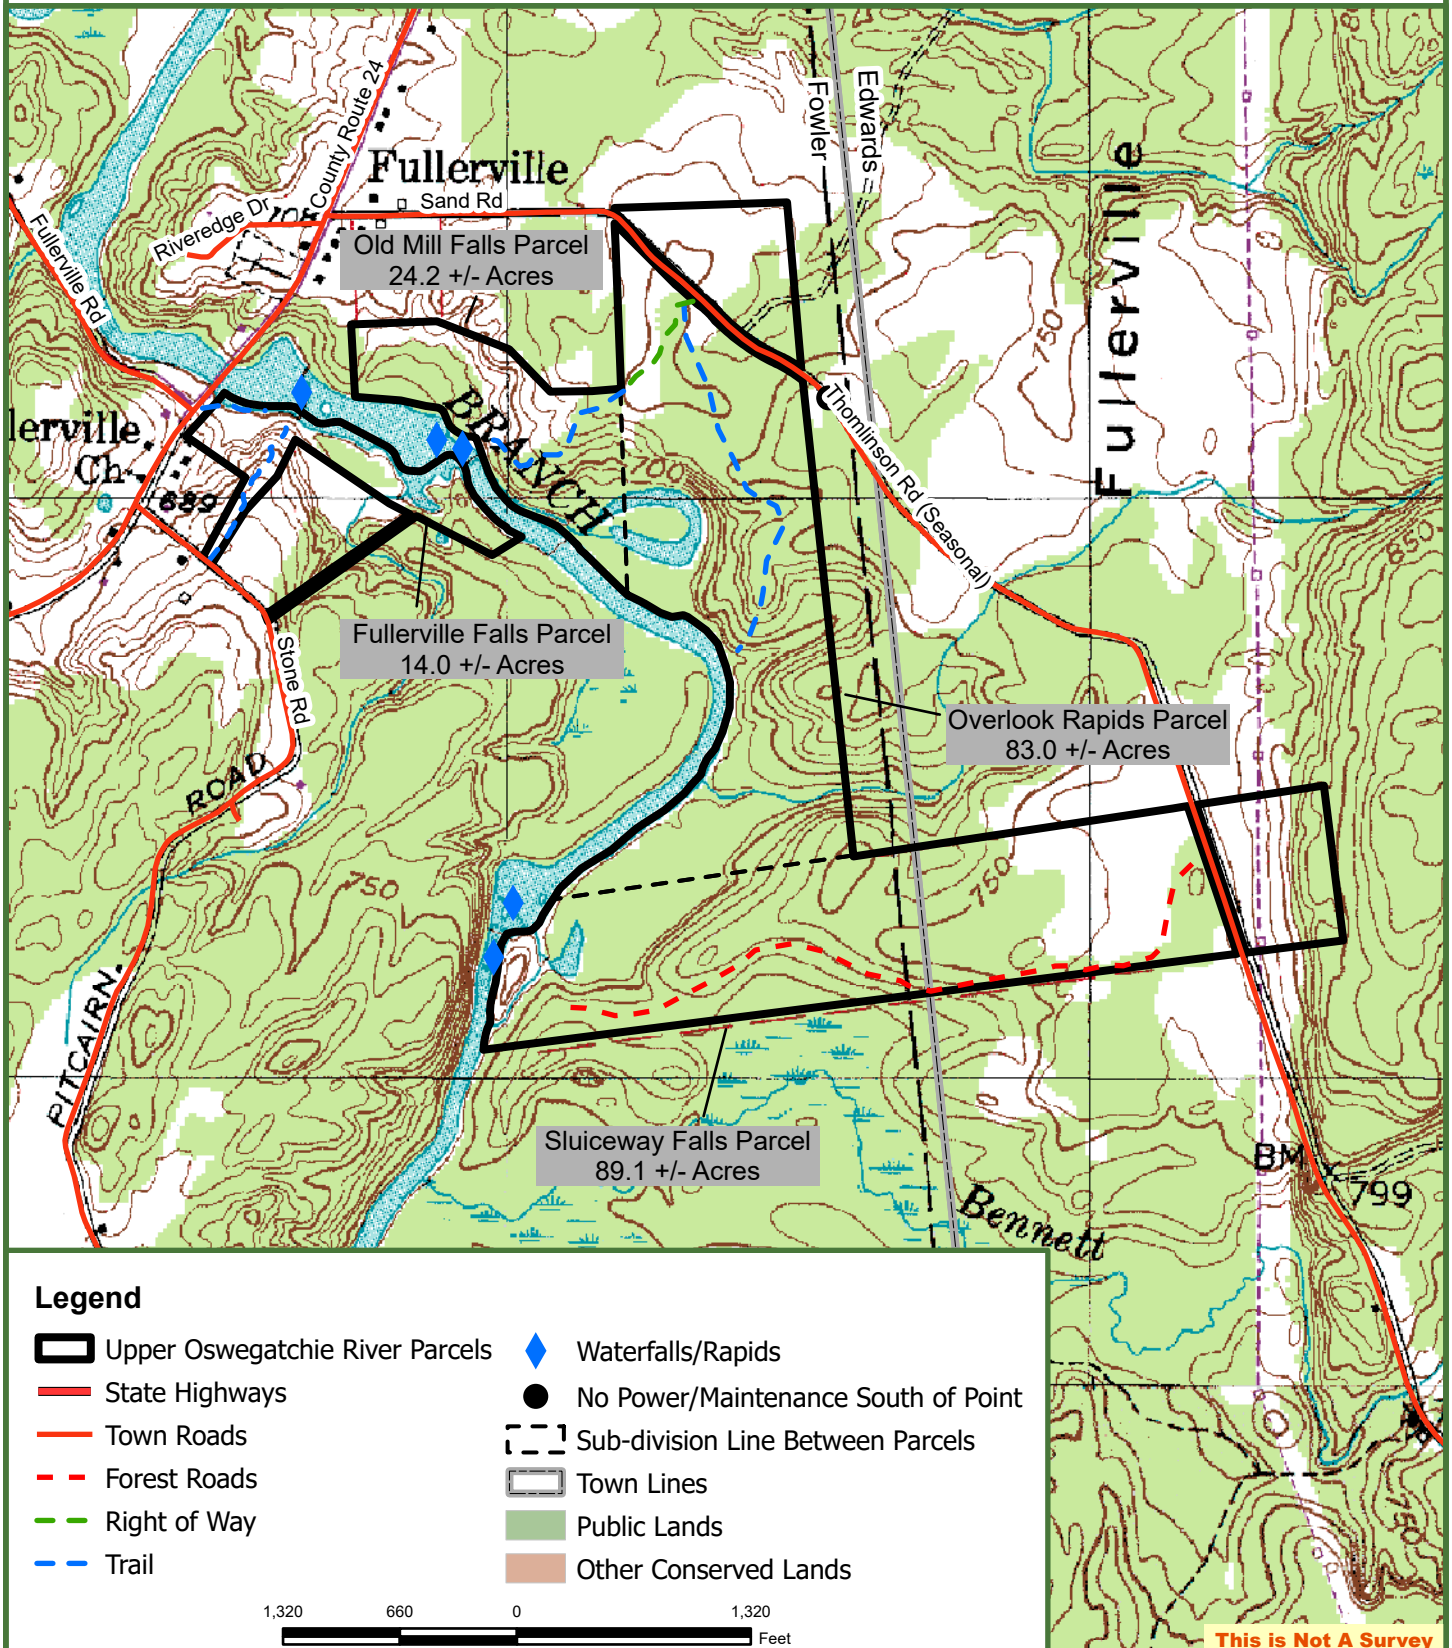 Fowler
Edwards
County Route 24
Fullerville
Sand Rd
Riveredge Dr
Fullerville Rd
Old Mill Falls Parcel
24.2 +/- Acres
Fullerville
750
lerville
Ch
689
BRANCH
700
Thomlinson Rd (Seasonal)
850
Fullerville Falls Parcel
14.0 +/- Acres
Stone Rd
Overlook Rapids Parcel
83.0 +/- Acres
ROAD
750
750
PITCAIRN
Sluiceway Falls Parcel
89.1 +/- Acres
BM
799
Bennett
750
Legend
Upper Oswegatchie River Parcels
State Highways
Town Roads
Forest Roads
Right of Way
Trail
Waterfalls/Rapids
No Power/Maintenance South of Point
Sub-division Line Between Parcels
Town Lines
Public Lands
Other Conserved Lands
1,320 660 0 1,320
Feet
This is Not A Survey